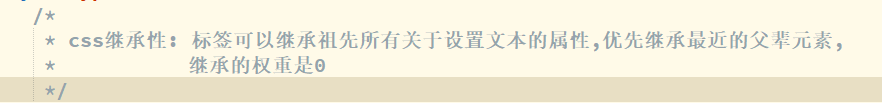 /*
* css继承性: 标签可以继承祖先所有关于设置文本的属性,优先继承最近的父辈元素,
* 继承的权重是0
*/